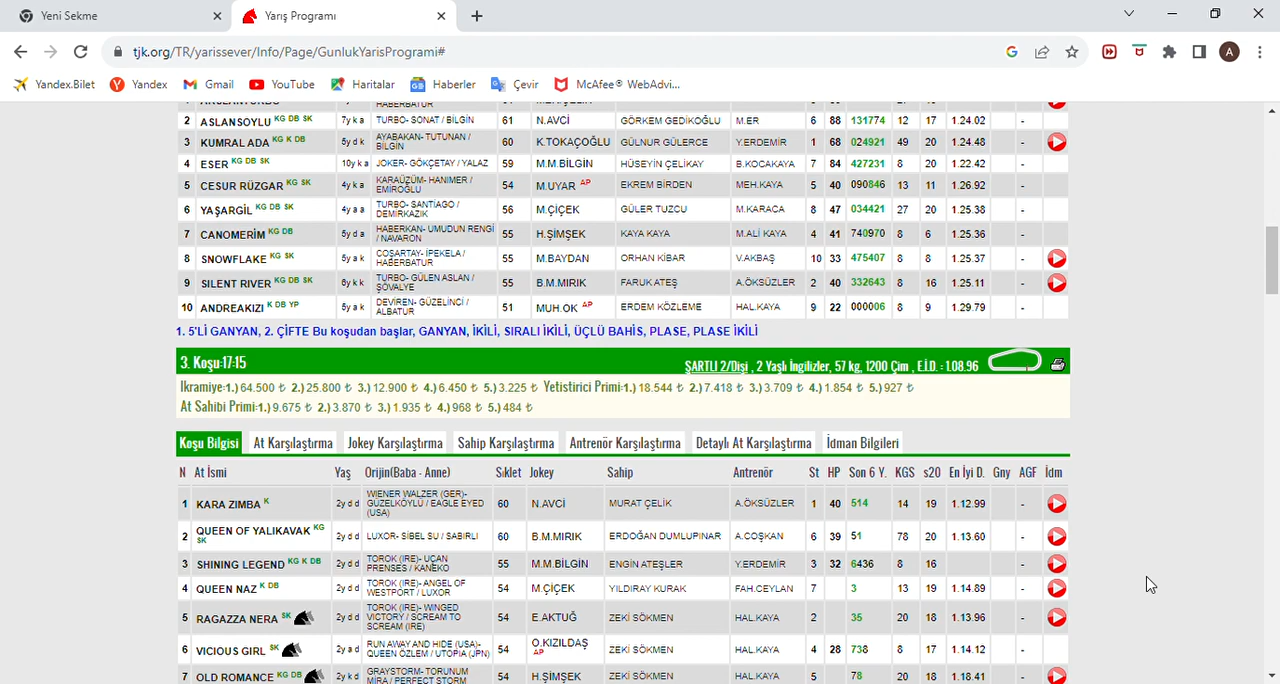 Yeni Sekme
Yarış Programı
tjk.org/TR/yarissever/Info/Page/GunlukYarisProgrami#
A
Yandex.Bilet Yandex Gmail YouTube Haritalar Haberler Çevir McAfee® WebAdvi...
HABERBATUR
2 ASLANSOYLU KG DB SK 7y k a TURBO- SONAT / BİLGİN 61 N.AVCİ GÖRKEM GEDİKOĞLU M.ER 6 88 131774 12 17 1.24.02 -
3 KUMRAL ADA KG K DB 5y d k AYABAKAN- TUTUNAN / BİLGİN 60 K.TOKAÇOĞLU GÜLNUR GÜLERCE Y.ERDEMİR 1 68 024921 49 20 1.24.48 -
4 ESER KG DB SK 10y k a JOKER- GÖKÇETAY / YALAZ 59 M.M.BİLGİN HÜSEYİN ÇELİKAY B.KOCAKAYA 7 84 427231 8 20 1.22.42 -
5 CESUR RÜZGAR KG SK 4y k a KARAÜZÜM- HANIMER / EMİROĞLU 54 M.UYAR AP EKREM BİRDEN MEH.KAYA 5 40 090846 13 11 1.26.92 -
6 YAŞARGİL KG DB SK 4y a a TURBO- SANTİAGO / DEMİRKAZIK 56 M.ÇİÇEK GÜLER TUZCU M.KARACA 8 47 034421 27 20 1.25.38 -
7 CANOMERİM KG DB 5y d a HABERKAN- UMUDUN RENGİ / NAVARON 55 H.ŞİMŞEK KAYA KAYA M.ALİ KAYA 4 41 740970 8 6 1.25.36 -
8 SNOWFLAKE KG SK 5y a k COŞARTAY- İPEKELA / HABERBATUR 55 M.BAYDAN ORHAN KİBAR V.AKBAŞ 10 33 475407 8 8 1.25.37 -
9 SILENT RIVER KG DB SK 6y k k TURBO- GÜLEN ASLAN / ŞÖVALYE 55 B.M.MIRIK FARUK ATEŞ A.ÖKSÜZLER 2 40 332643 8 16 1.25.11 -
10 ANDREAKIZI K DB YP 6y a k DEVİREN- GÜZELİNCİ / ALBATUR 51 MUH.OK AP ERDEM KÖZLEME HAL.KAYA 9 22 000006 8 9 1.29.79 -
1. 5'Lİ GANYAN, 2. ÇİFTE Bu koşudan başlar, GANYAN, İKİLİ, SIRALI İKİLİ, ÜÇLÜ BAHİS, PLASE, PLASE İKİLİ
3. Koşu:17:15 ŞARTLI 2/Dişi , 2 Yaşlı İngilizler, 57 kg, 1200 Çim , E.İ.D. : 1.08.96
İkramiye:1.) 64.500 ₺ 2.) 25.800 ₺ 3.) 12.900 ₺ 4.) 6.450 ₺ 5.) 3.225 ₺ Yetistirici Primi:1.) 18.544 ₺ 2.) 7.418 ₺ 3.) 3.709 ₺ 4.) 1.854 ₺ 5.) 927 ₺
At Sahibi Primi:1.) 9.675 ₺ 2.) 3.870 ₺ 3.) 1.935 ₺ 4.) 968 ₺ 5.) 484 ₺
Koşu Bilgisi At Karşılaştırma Jokey Karşılaştırma Sahip Karşılaştırma Antrenör Karşılaştırma Detaylı At Karşılaştırma İdman Bilgileri
N At İsmi Yaş Orijin(Baba - Anne) Sıklet Jokey Sahip Antrenör St HP Son 6 Y. KGS s20 En İyi D. Gny AGF İdm
1 KARA ZIMBA K 2y d d WIENER WALZER (GER)- GÜZELKÖYLÜ / EAGLE EYED (USA) 60 N.AVCİ MURAT ÇELİK A.ÖKSÜZLER 1 40 514 14 19 1.12.99 -
2 QUEEN OF YALIKAVAK KG SK 2y d d LUXOR- SİBEL SU / SABIRLI 60 B.M.MIRIK ERDOĞAN DUMLUPINAR A.COŞKAN 6 39 51 78 20 1.13.60 -
3 SHINING LEGEND KG K DB 2y d d TOROK (IRE)- UÇAN PRENSES / KANEKO 55 M.M.BİLGİN ENGİN ATEŞLER Y.ERDEMİR 3 32 6436 8 16 -
4 QUEEN NAZ K DB 2y d d TOROK (IRE)- ANGEL OF WESTPORT / LUXOR 54 M.ÇİÇEK YILDIRAY KURAK FAH.CEYLAN 7 3 13 19 1.14.89 -
5 RAGAZZA NERA SK 2y d d TOROK (IRE)- WINGED VICTORY / SCREAM TO SCREAM (IRE) 54 E.AKTUĞ ZEKİ SÖKMEN HAL.KAYA 2 35 20 18 1.13.96 -
6 VICIOUS GIRL SK 2y a d RUN AWAY AND HIDE (USA)- QUEEN ÖZLEM / UTOPIA (JPN) 54 O.KIZILDAŞ AP ZEKİ SÖKMEN HAL.KAYA 4 28 738 8 17 1.14.12 -
7 OLD ROMANCE KG DB 2y k d GRAYSTORM- TORUNUM MİRA / PERFECT STORM 54 H.ŞİMŞEK ZEKİ SÖKMEN HAL.KAYA 5 78 20 18 1.18.41 -